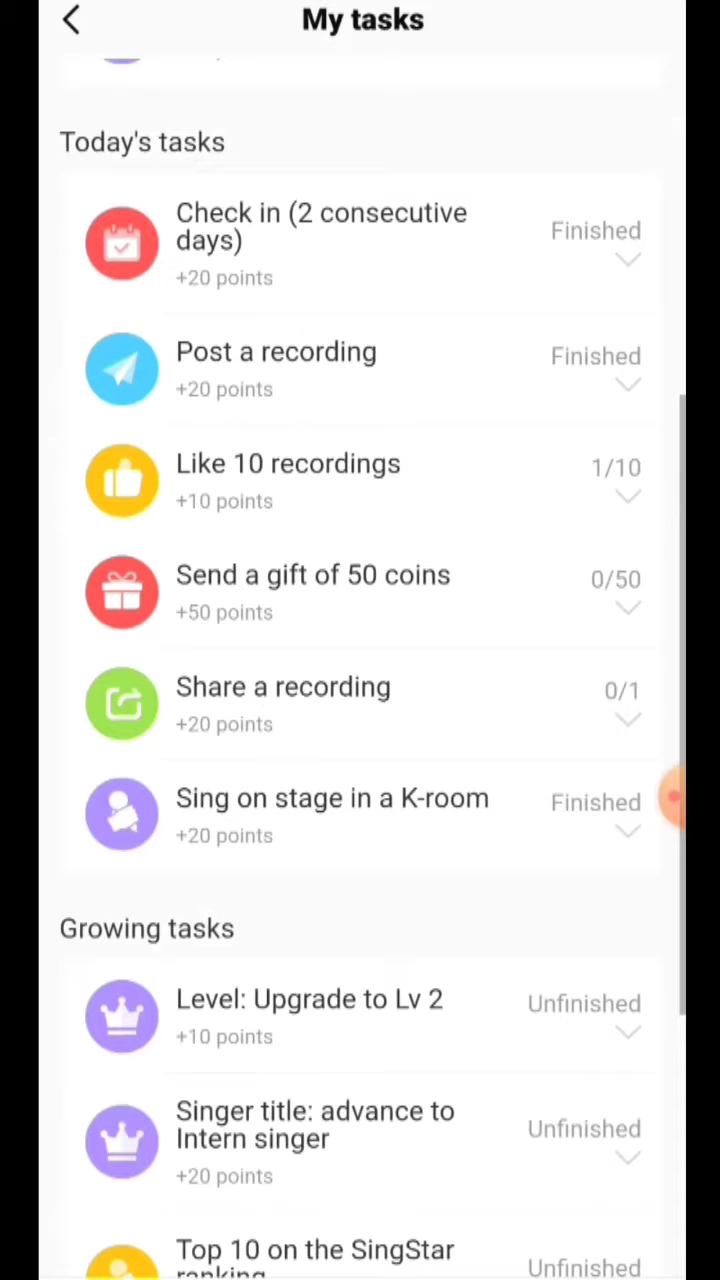 My tasks
Today's tasks
Check in (2 consecutive
days)
Finished
+20 points
Post a recording
Finished
+20 points
Like 10 recordings
1/10
+10 points
Send a gift of 50 coins
0/50
+50 points
Share a recording
0/1
+20 points
Sing on stage in a K-room
Finished
+20 points
Growing tasks
Level: Upgrade to Lv 2
Unfinished
+10 points
Singer title: advance to
Intern singer
Unfinished
+20 points
Top 10 on the SingStar
ranking
Unfinished